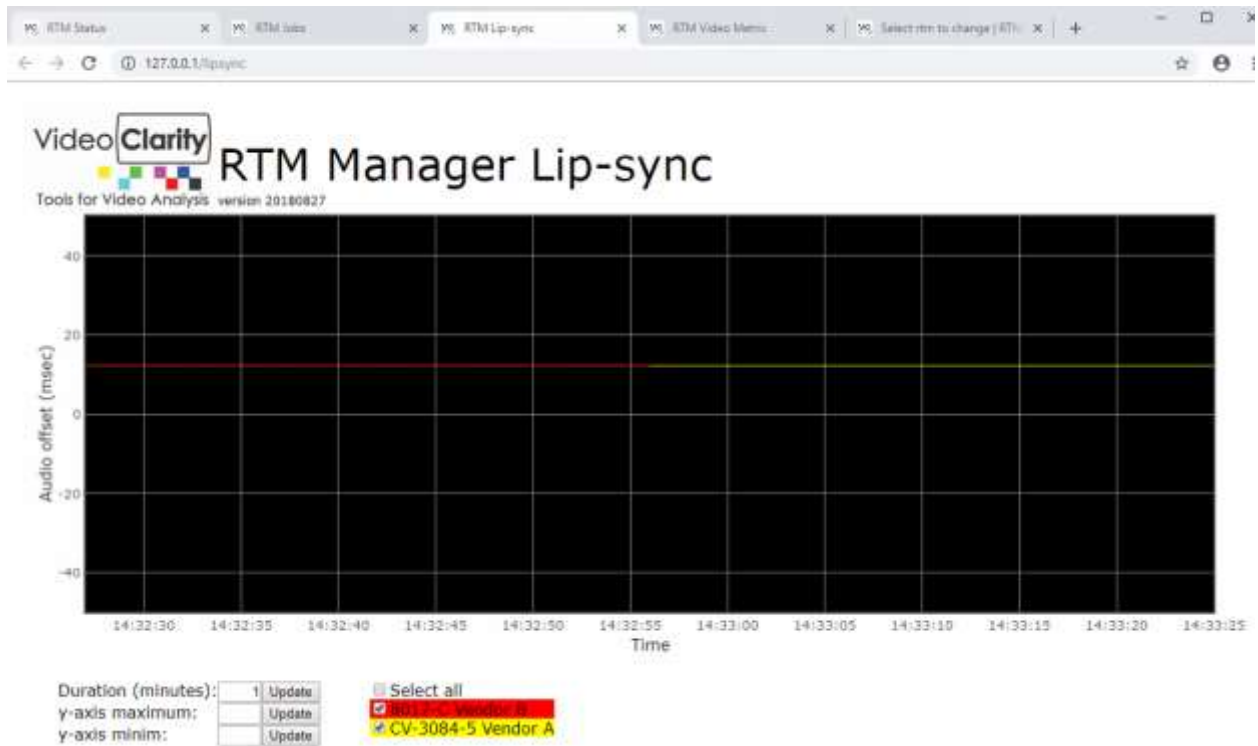 RTM Status
RTM Jobs
RTM Lip-sync
RTM Video Metric
Select rtm to change | RTM
127.0.0.1/lipsync
Video Clarity
RTM Manager Lip-sync
Tools for Video Analysis version 20180827
40
20
0
-20
-40
Audio offset (msec)
14:32:30 14:32:35 14:32:40 14:32:45 14:32:50 14:32:55 14:33:00 14:33:05 14:33:10 14:33:15 14:33:20 14:33:25
Time
Duration (minutes): 1 Update
y-axis maximum: Update
y-axis minim: Update
Select all
Vendor B
CV-3084-5 Vendor A